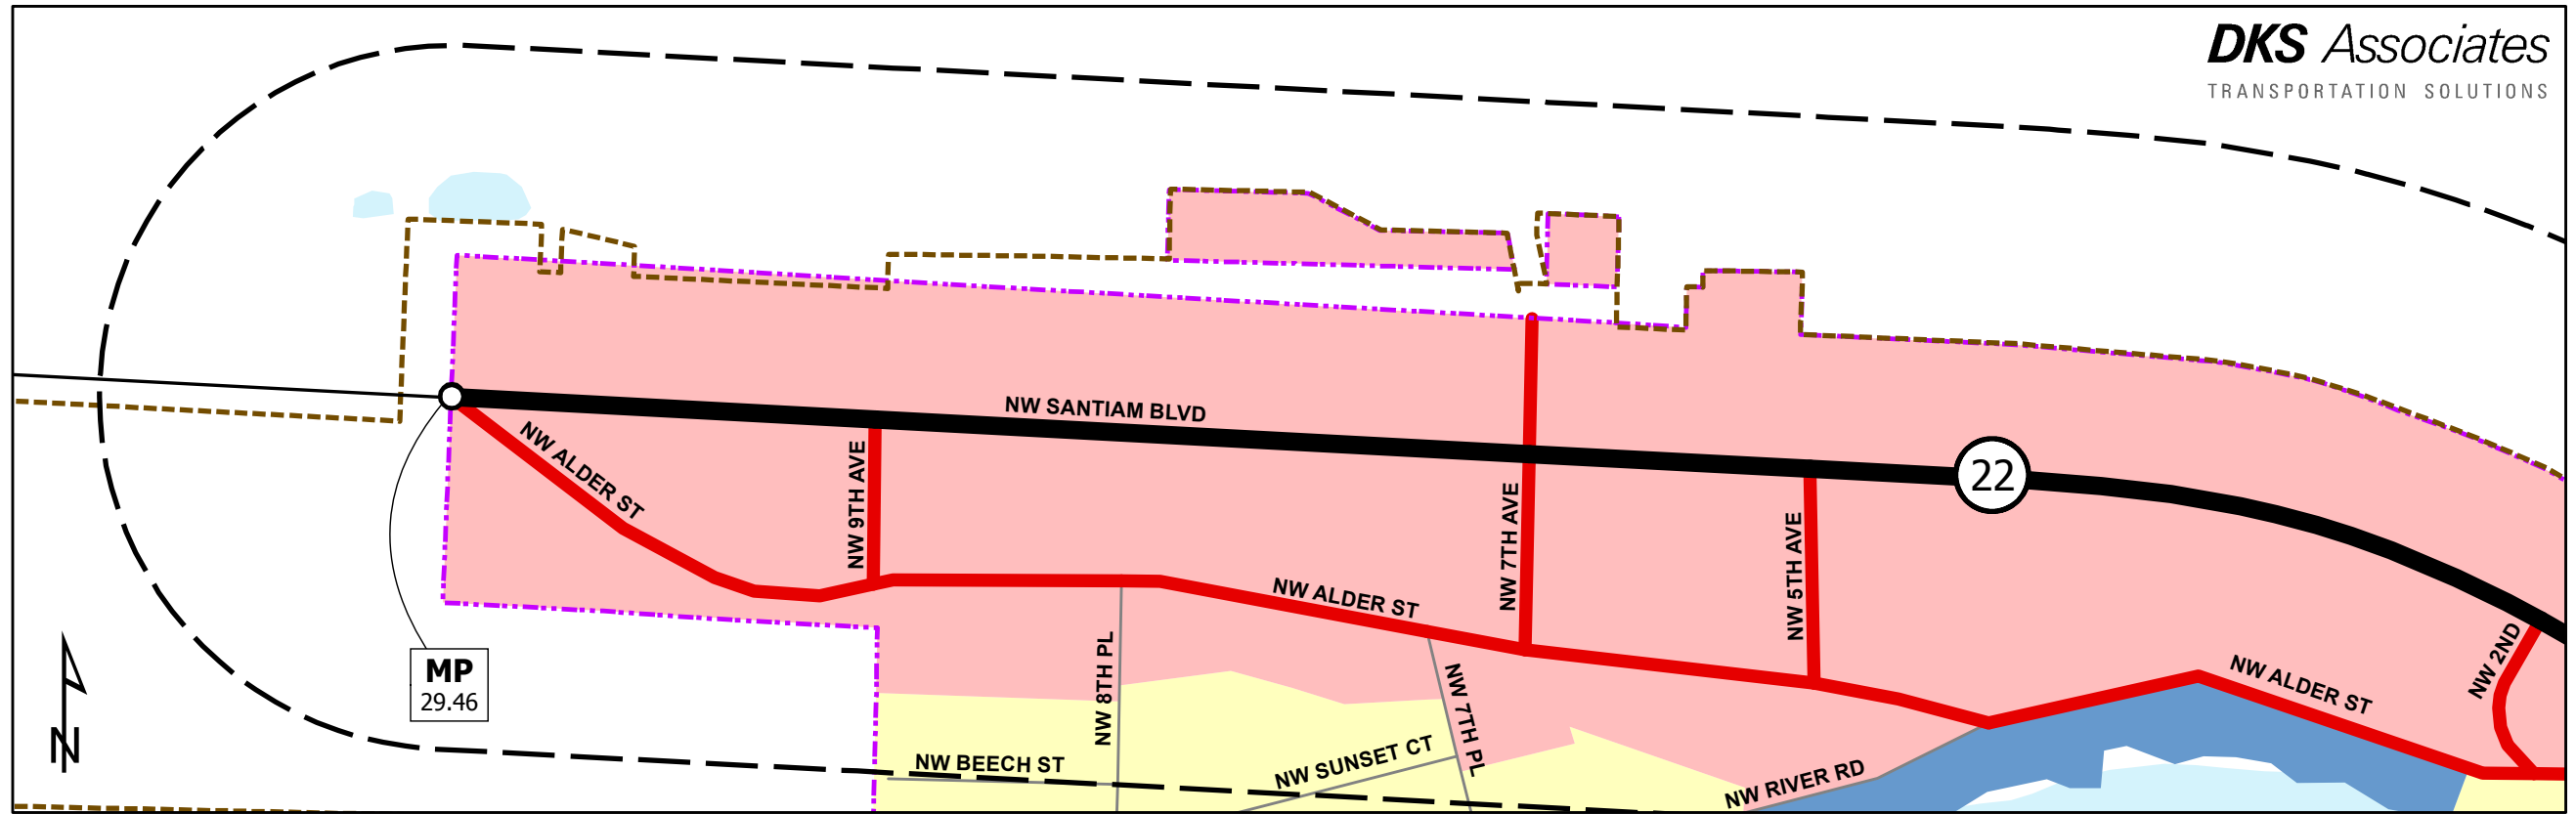 DKS Associates
TRANSPORTATION SOLUTIONS
NW SANTIAM BLVD
NW ALDER ST
NW 9TH AVE
22
NW 7TH AVE
NW 5TH AVE
NW ALDER ST
NW 2ND
NW ALDER ST
MP
29.46
NW 8TH PL
NW 7TH PL
NW BEECH ST
NW SUNSET CT
NW RIVER RD
N